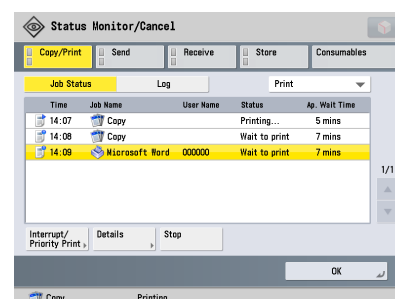 Status Monitor/Cancel
Copy/Print Send Receive Store Consumables
Job Status Log Print
Time Job Name User Name Status Ap. Wait Time
14:07 Copy Printing... 5 mins
14:08 Copy Wait to print 7 mins
14:09 Microsoft Word 000000 Wait to print 7 mins
1/1
Interrupt/
Priority Print Details Stop
OK
Copy Printing